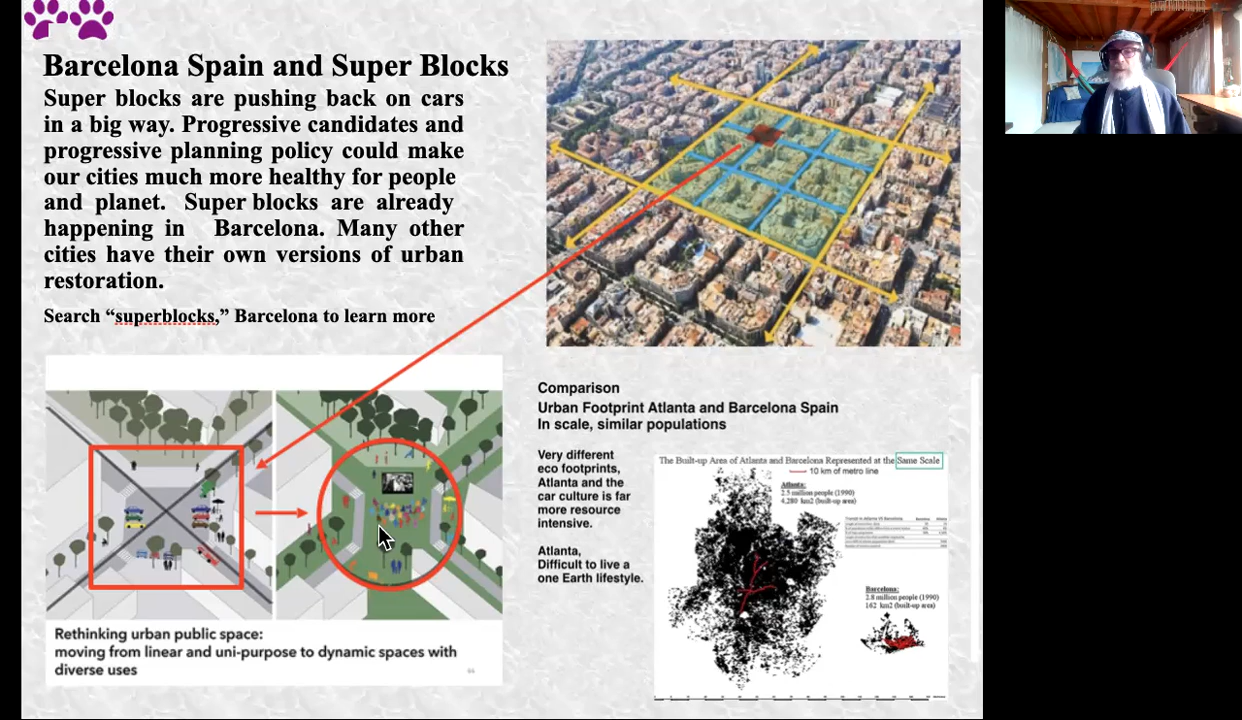 Barcelona Spain and Super Blocks
Super blocks are pushing back on cars
in a big way. Progressive candidates and
progressive planning policy could make
our cities much more healthy for people
and planet. Super blocks are already
happening in Barcelona. Many other
cities have their own versions of urban
restoration.
Search “superblocks,” Barcelona to learn more
Rethinking urban public space:
moving from linear and uni-purpose to dynamic spaces with
diverse uses
Comparison
Urban Footprint Atlanta and Barcelona Spain
In scale, similar populations
Very different
eco footprints,
Atlanta and the
car culture is far
more resource
intensive.
Atlanta,
Difficult to live a
one Earth lifestyle.
The Built-up Area of Atlanta and Barcelona Represented at the Same Scale
10 km of metro line
Atlanta:
2.5 million people (1990)
4,280 km2 (built-up area)
Barcelona:
2.8 million people (1990)
162 km2 (built-up area)